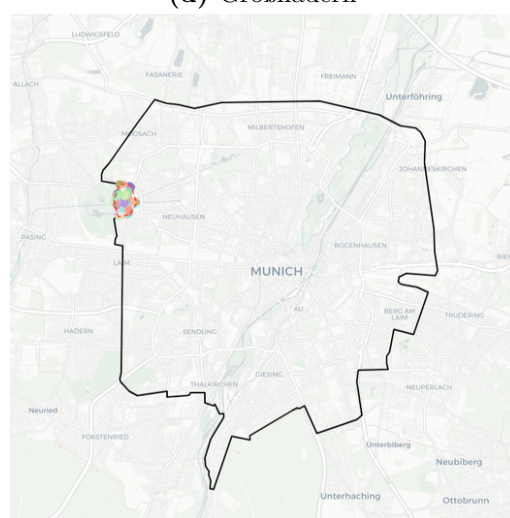 (d) Großhadern
LUDWIGSFELD
FASANERIE
FREIMANN
ALLACH
Unterföhring
MOOSACH
MILBERTSHOFEN
JOHANNESKIRCHEN
NEUHAUSEN
PASING
BOGENHAUSEN
LAIM
MUNICH
AU
BERG AM
LAIM
TRUDERING
HADERN
SENDLING
GIESING
THALKIRCHEN
NEUPERLACH
Neuried
FORSTENRIED
Unterbiberg
Neubiberg
Unterhaching
Ottobrunn